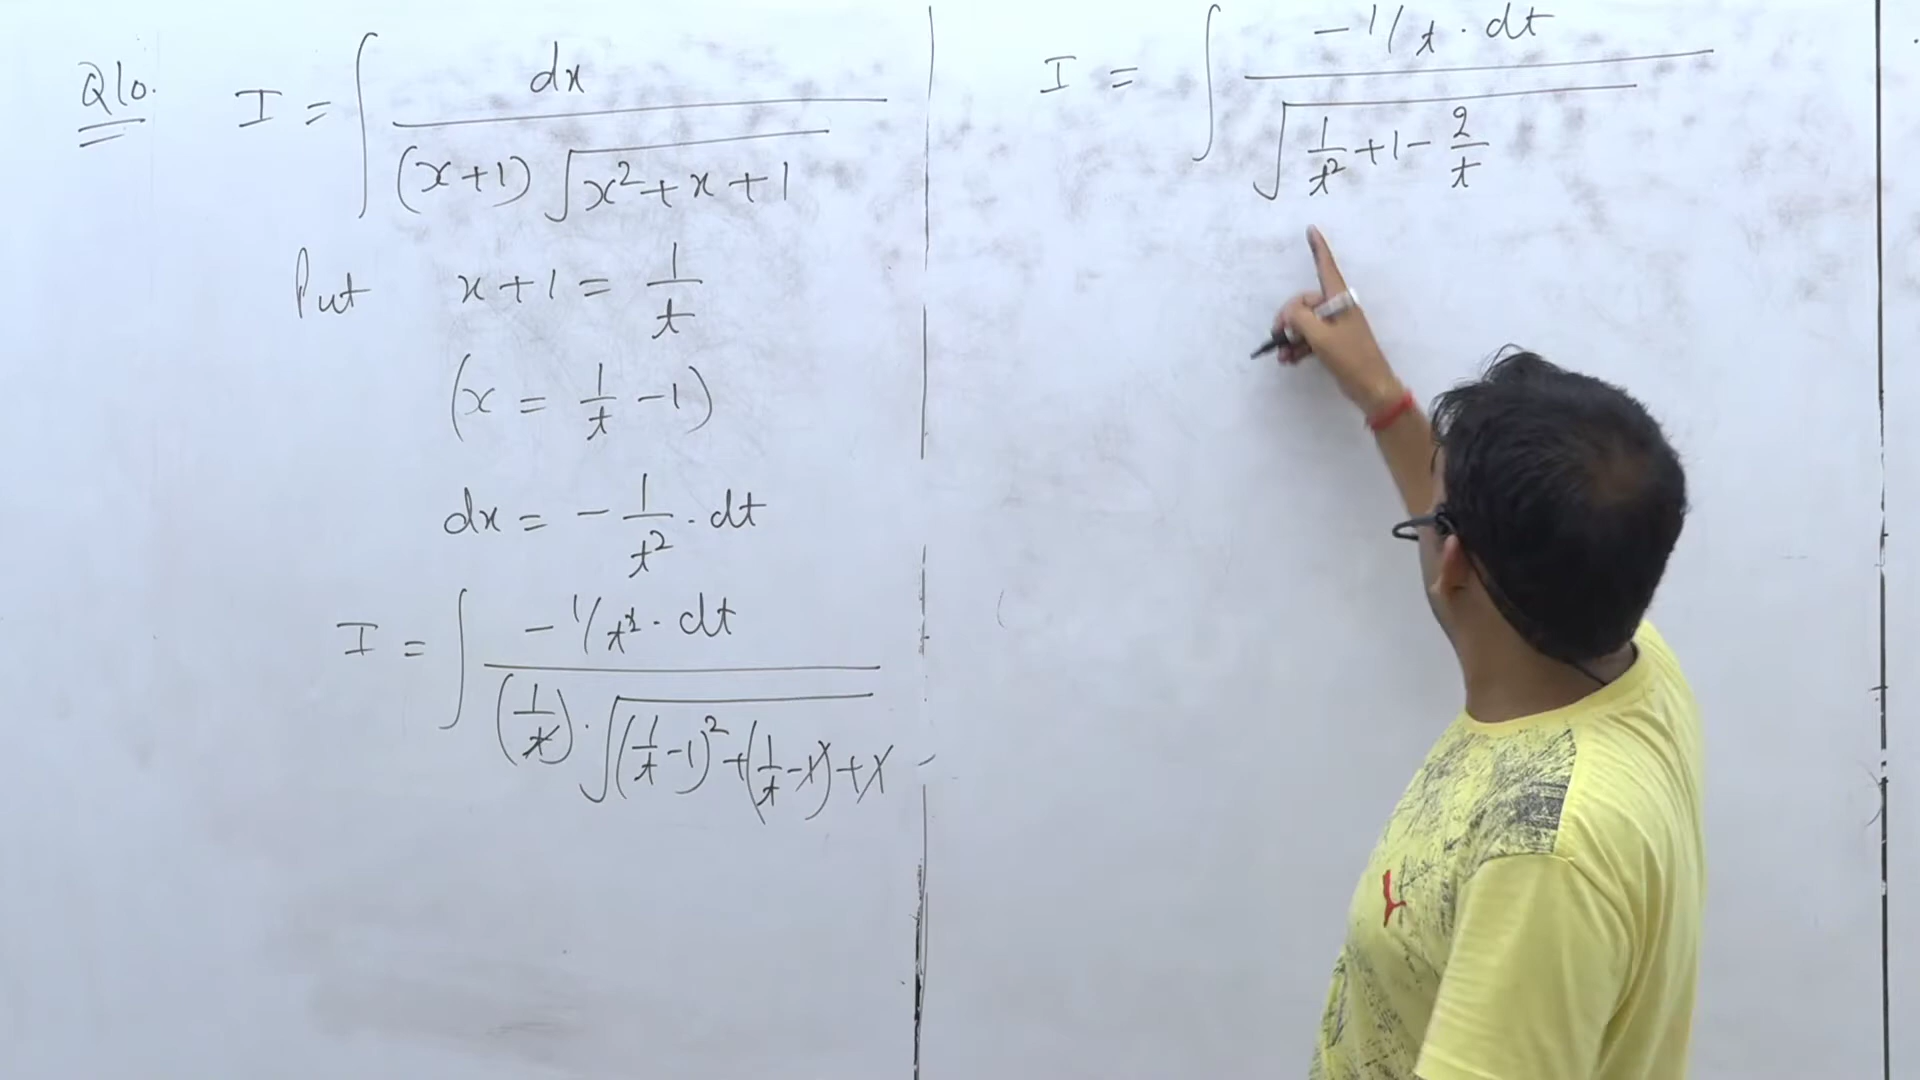 Q10. I = ∫ dx / (x+1) √(x² + x + 1)
Put x + 1 = 1/t
(x = 1/t - 1)
dx = - 1/t² . dt
I = ∫ - 1/t² . dt / (1/t) . √((1/t - 1)² + (1/t - 1) + 1)
I = ∫ - 1/t . dt / √(1/t² + 1 - 2/t